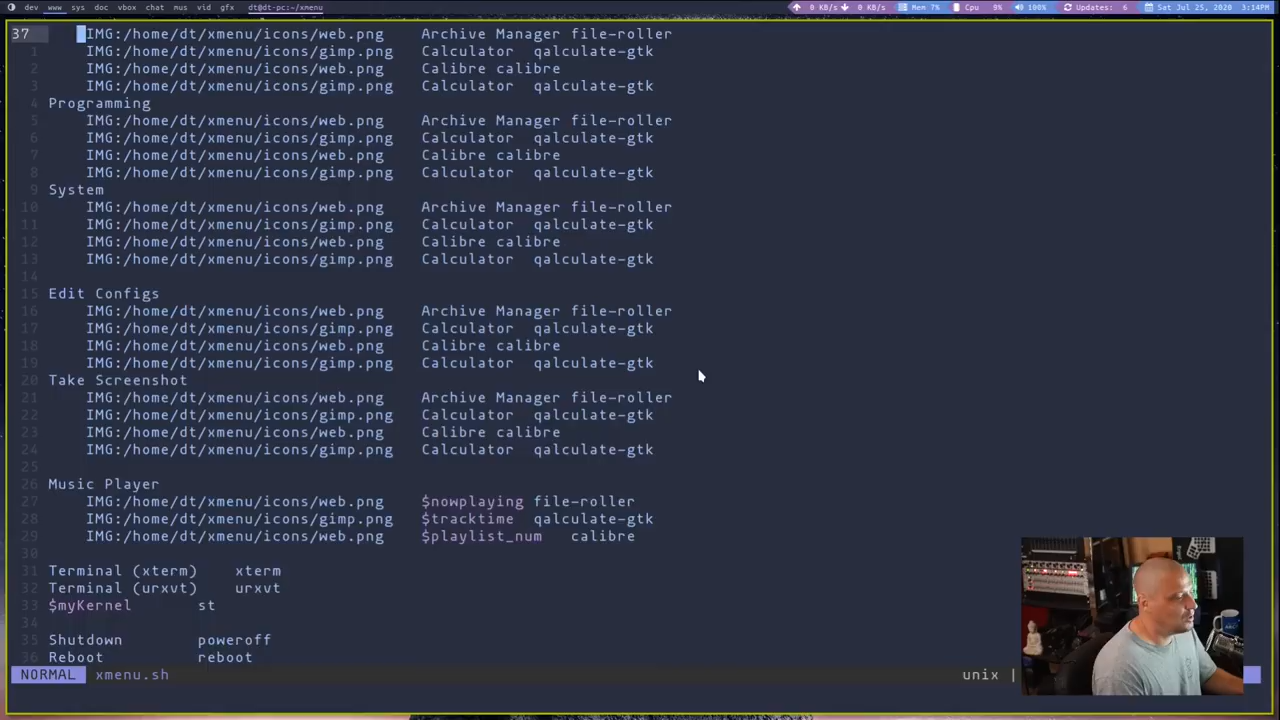 dev www sys doc vbox chat mus vid gfx dt@dt-pc:~/xmenu 0 KB/s 0 KB/s Mem 7% Cpu 9% 100% Updates: 6 Sat Jul 25, 2020 3:14PM
37 IMG:/home/dt/xmenu/icons/web.png Archive Manager file-roller
1 IMG:/home/dt/xmenu/icons/gimp.png Calculator qalculate-gtk
2 IMG:/home/dt/xmenu/icons/web.png Calibre calibre
3 IMG:/home/dt/xmenu/icons/gimp.png Calculator qalculate-gtk
4 Programming
5 IMG:/home/dt/xmenu/icons/web.png Archive Manager file-roller
6 IMG:/home/dt/xmenu/icons/gimp.png Calculator qalculate-gtk
7 IMG:/home/dt/xmenu/icons/web.png Calibre calibre
8 IMG:/home/dt/xmenu/icons/gimp.png Calculator qalculate-gtk
9 System
10 IMG:/home/dt/xmenu/icons/web.png Archive Manager file-roller
11 IMG:/home/dt/xmenu/icons/gimp.png Calculator qalculate-gtk
12 IMG:/home/dt/xmenu/icons/web.png Calibre calibre
13 IMG:/home/dt/xmenu/icons/gimp.png Calculator qalculate-gtk
14
15 Edit Configs
16 IMG:/home/dt/xmenu/icons/web.png Archive Manager file-roller
17 IMG:/home/dt/xmenu/icons/gimp.png Calculator qalculate-gtk
18 IMG:/home/dt/xmenu/icons/web.png Calibre calibre
19 IMG:/home/dt/xmenu/icons/gimp.png Calculator qalculate-gtk
20 Take Screenshot
21 IMG:/home/dt/xmenu/icons/web.png Archive Manager file-roller
22 IMG:/home/dt/xmenu/icons/gimp.png Calculator qalculate-gtk
23 IMG:/home/dt/xmenu/icons/web.png Calibre calibre
24 IMG:/home/dt/xmenu/icons/gimp.png Calculator qalculate-gtk
25
26 Music Player
27 IMG:/home/dt/xmenu/icons/web.png $nowplaying file-roller
28 IMG:/home/dt/xmenu/icons/gimp.png $tracktime qalculate-gtk
29 IMG:/home/dt/xmenu/icons/web.png $playlist_num calibre
30
31 Terminal (xterm) xterm
32 Terminal (urxvt) urxvt
33 $myKernel st
34
35 Shutdown poweroff
36 Reboot reboot
NORMAL xmenu.sh unix |